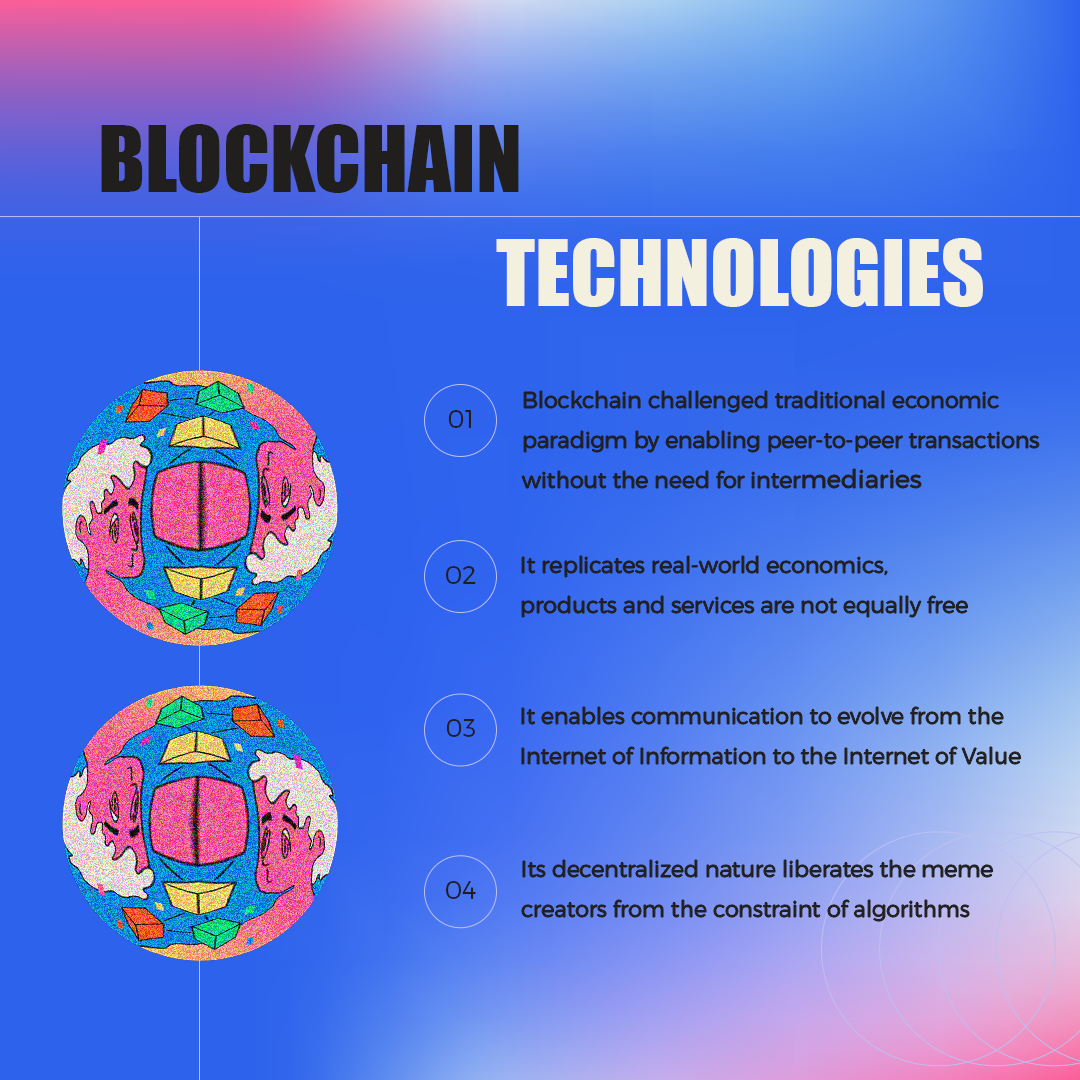 BLOCKCHAIN
TECHNOLOGIES
01
Blockchain challenged traditional economic
paradigm by enabling peer-to-peer transactions
without the need for intermediaries
02
It replicates real-world economics,
products and services are not equally free
03
It enables communication to evolve from the
Internet of Information to the Internet of Value
04
Its decentralized nature liberates the meme
creators from the constraint of algorithms